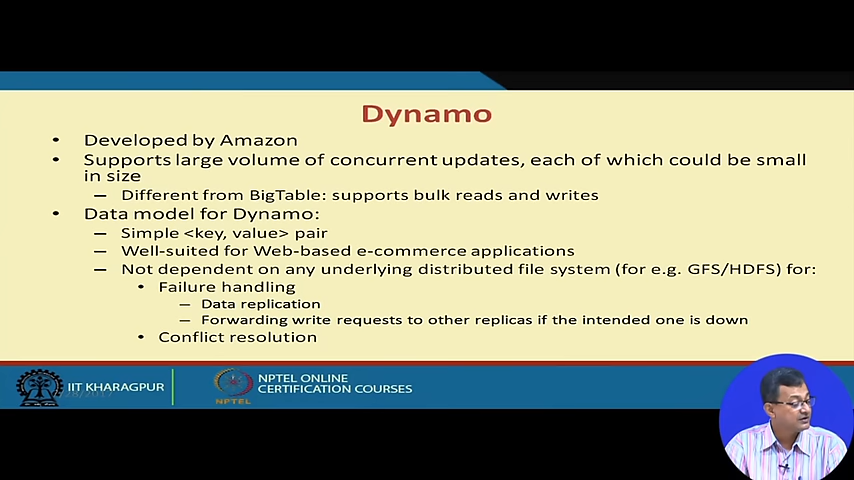 Dynamo
• Developed by Amazon
• Supports large volume of concurrent updates, each of which could be small
in size
– Different from BigTable: supports bulk reads and writes
• Data model for Dynamo:
– Simple <key, value> pair
– Well-suited for Web-based e-commerce applications
– Not dependent on any underlying distributed file system (for e.g. GFS/HDFS) for:
• Failure handling
– Data replication
– Forwarding write requests to other replicas if the intended one is down
• Conflict resolution
IIT KHARAGPUR
NPTEL
NPTEL ONLINE
CERTIFICATION COURSES